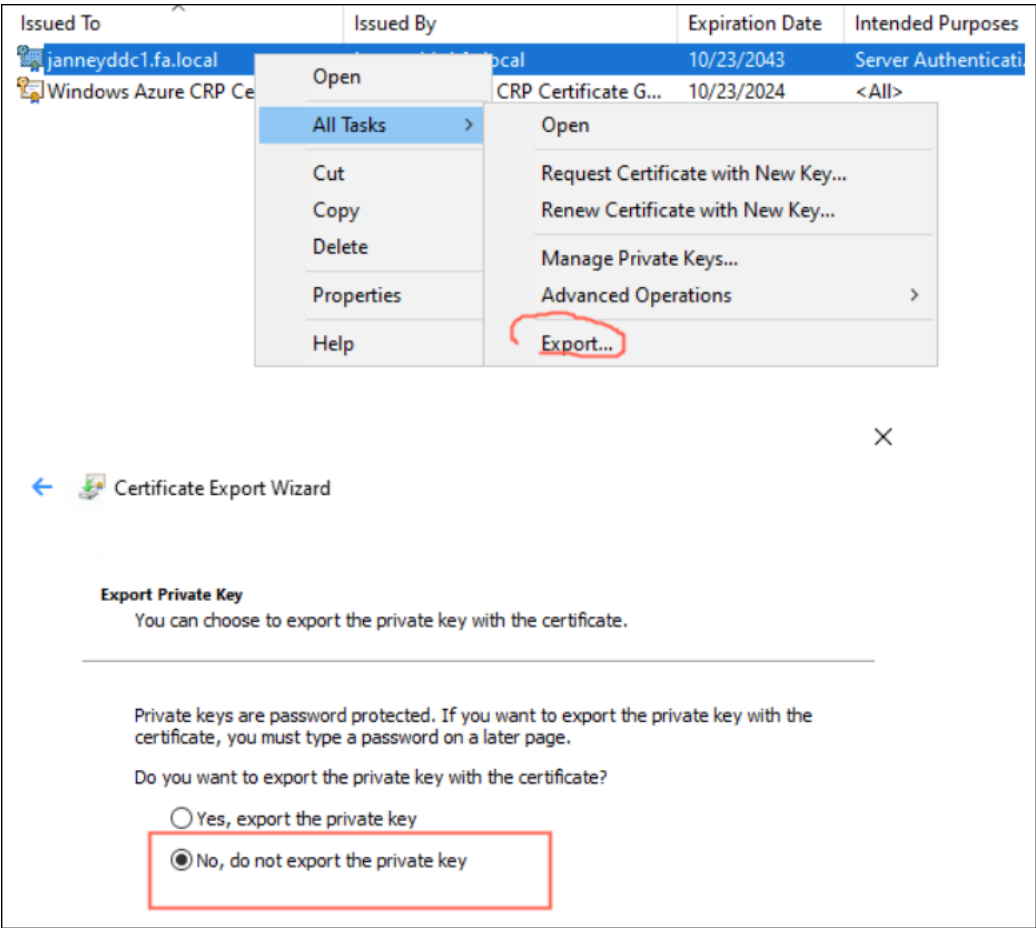 Issued To Issued By Expiration Date Intended Purposes
janneyddc1.fa.local 10/23/2043 Server Authenticati.
Windows Azure CRP Ce CRP Certificate G... 10/23/2024 <All>
Open
All Tasks >
Cut
Copy
Delete
Properties
Help
Open
Request Certificate with New Key...
Renew Certificate with New Key...
Manage Private Keys...
Advanced Operations >
Export...
Certificate Export Wizard
Export Private Key
You can choose to export the private key with the certificate.
Private keys are password protected. If you want to export the private key with the
certificate, you must type a password on a later page.
Do you want to export the private key with the certificate?
Yes, export the private key
No, do not export the private key